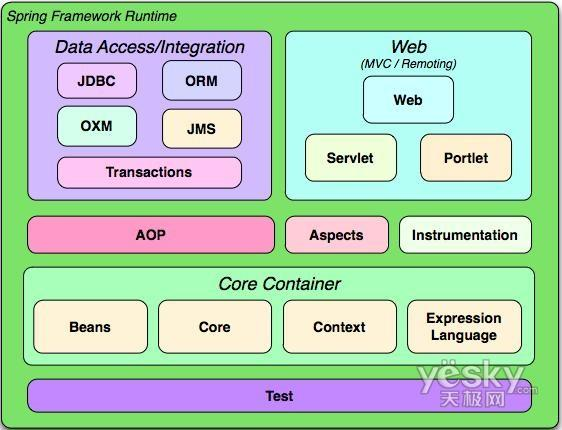 Spring Framework Runtime
Data Access/Integration
JDBC
ORM
OXM
JMS
Transactions
Web
(MVC / Remoting)
Web
Servlet
Portlet
AOP
Aspects
Instrumentation
Core Container
Beans
Core
Context
Expression
Language
Test
yesky
.com
天极网